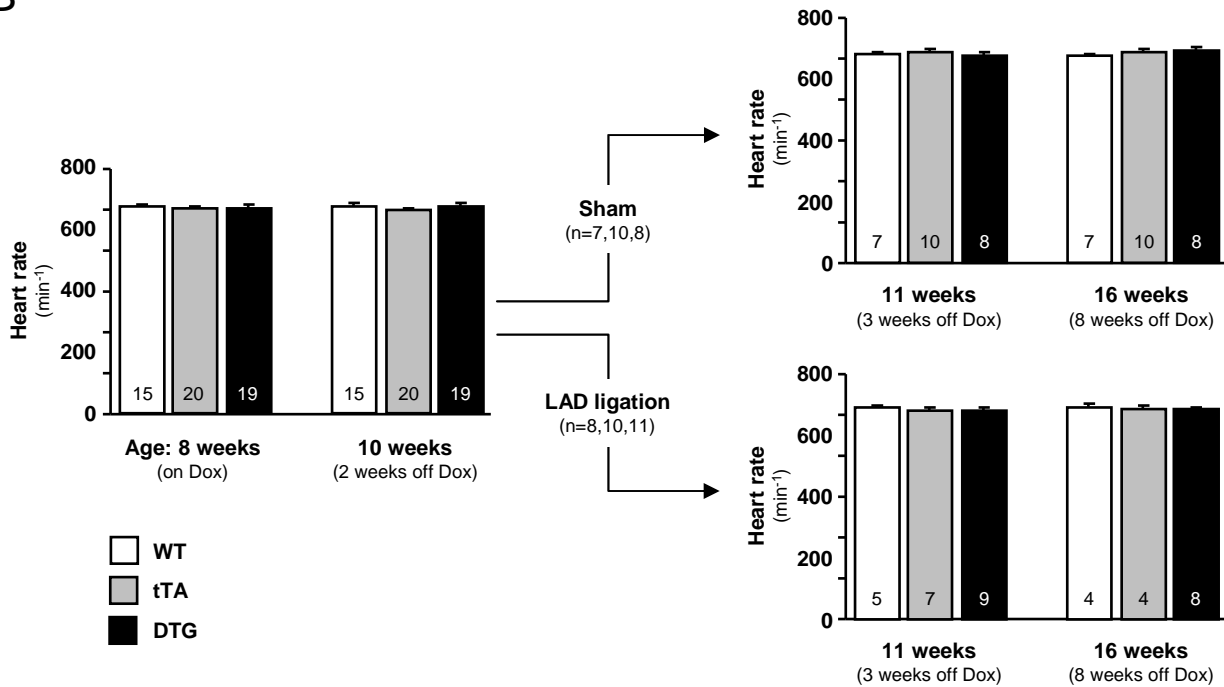 B
800
600
400
200
0
Heart rate
(min⁻¹)
15 20 19 15 20 19
Age: 8 weeks
(on Dox)
10 weeks
(2 weeks off Dox)
WT
tTA
DTG
Sham
(n=7,10,8)
LAD ligation
(n=8,10,11)
800
600
400
200
0
Heart rate
(min⁻¹)
7 10 8 7 10 8
11 weeks
(3 weeks off Dox)
16 weeks
(8 weeks off Dox)
800
600
400
200
0
Heart rate
(min⁻¹)
5 7 9 4 4 8
11 weeks
(3 weeks off Dox)
16 weeks
(8 weeks off Dox)